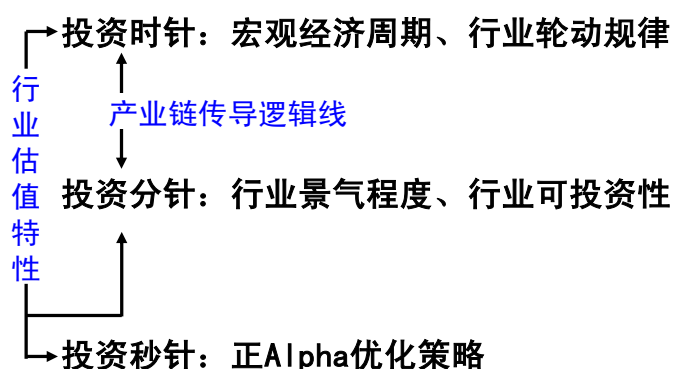 投资时针：宏观经济周期、行业轮动规律
产业链传导逻辑线
行业估值特性
投资分针：行业景气程度、行业可投资性
投资秒针：正Alpha优化策略